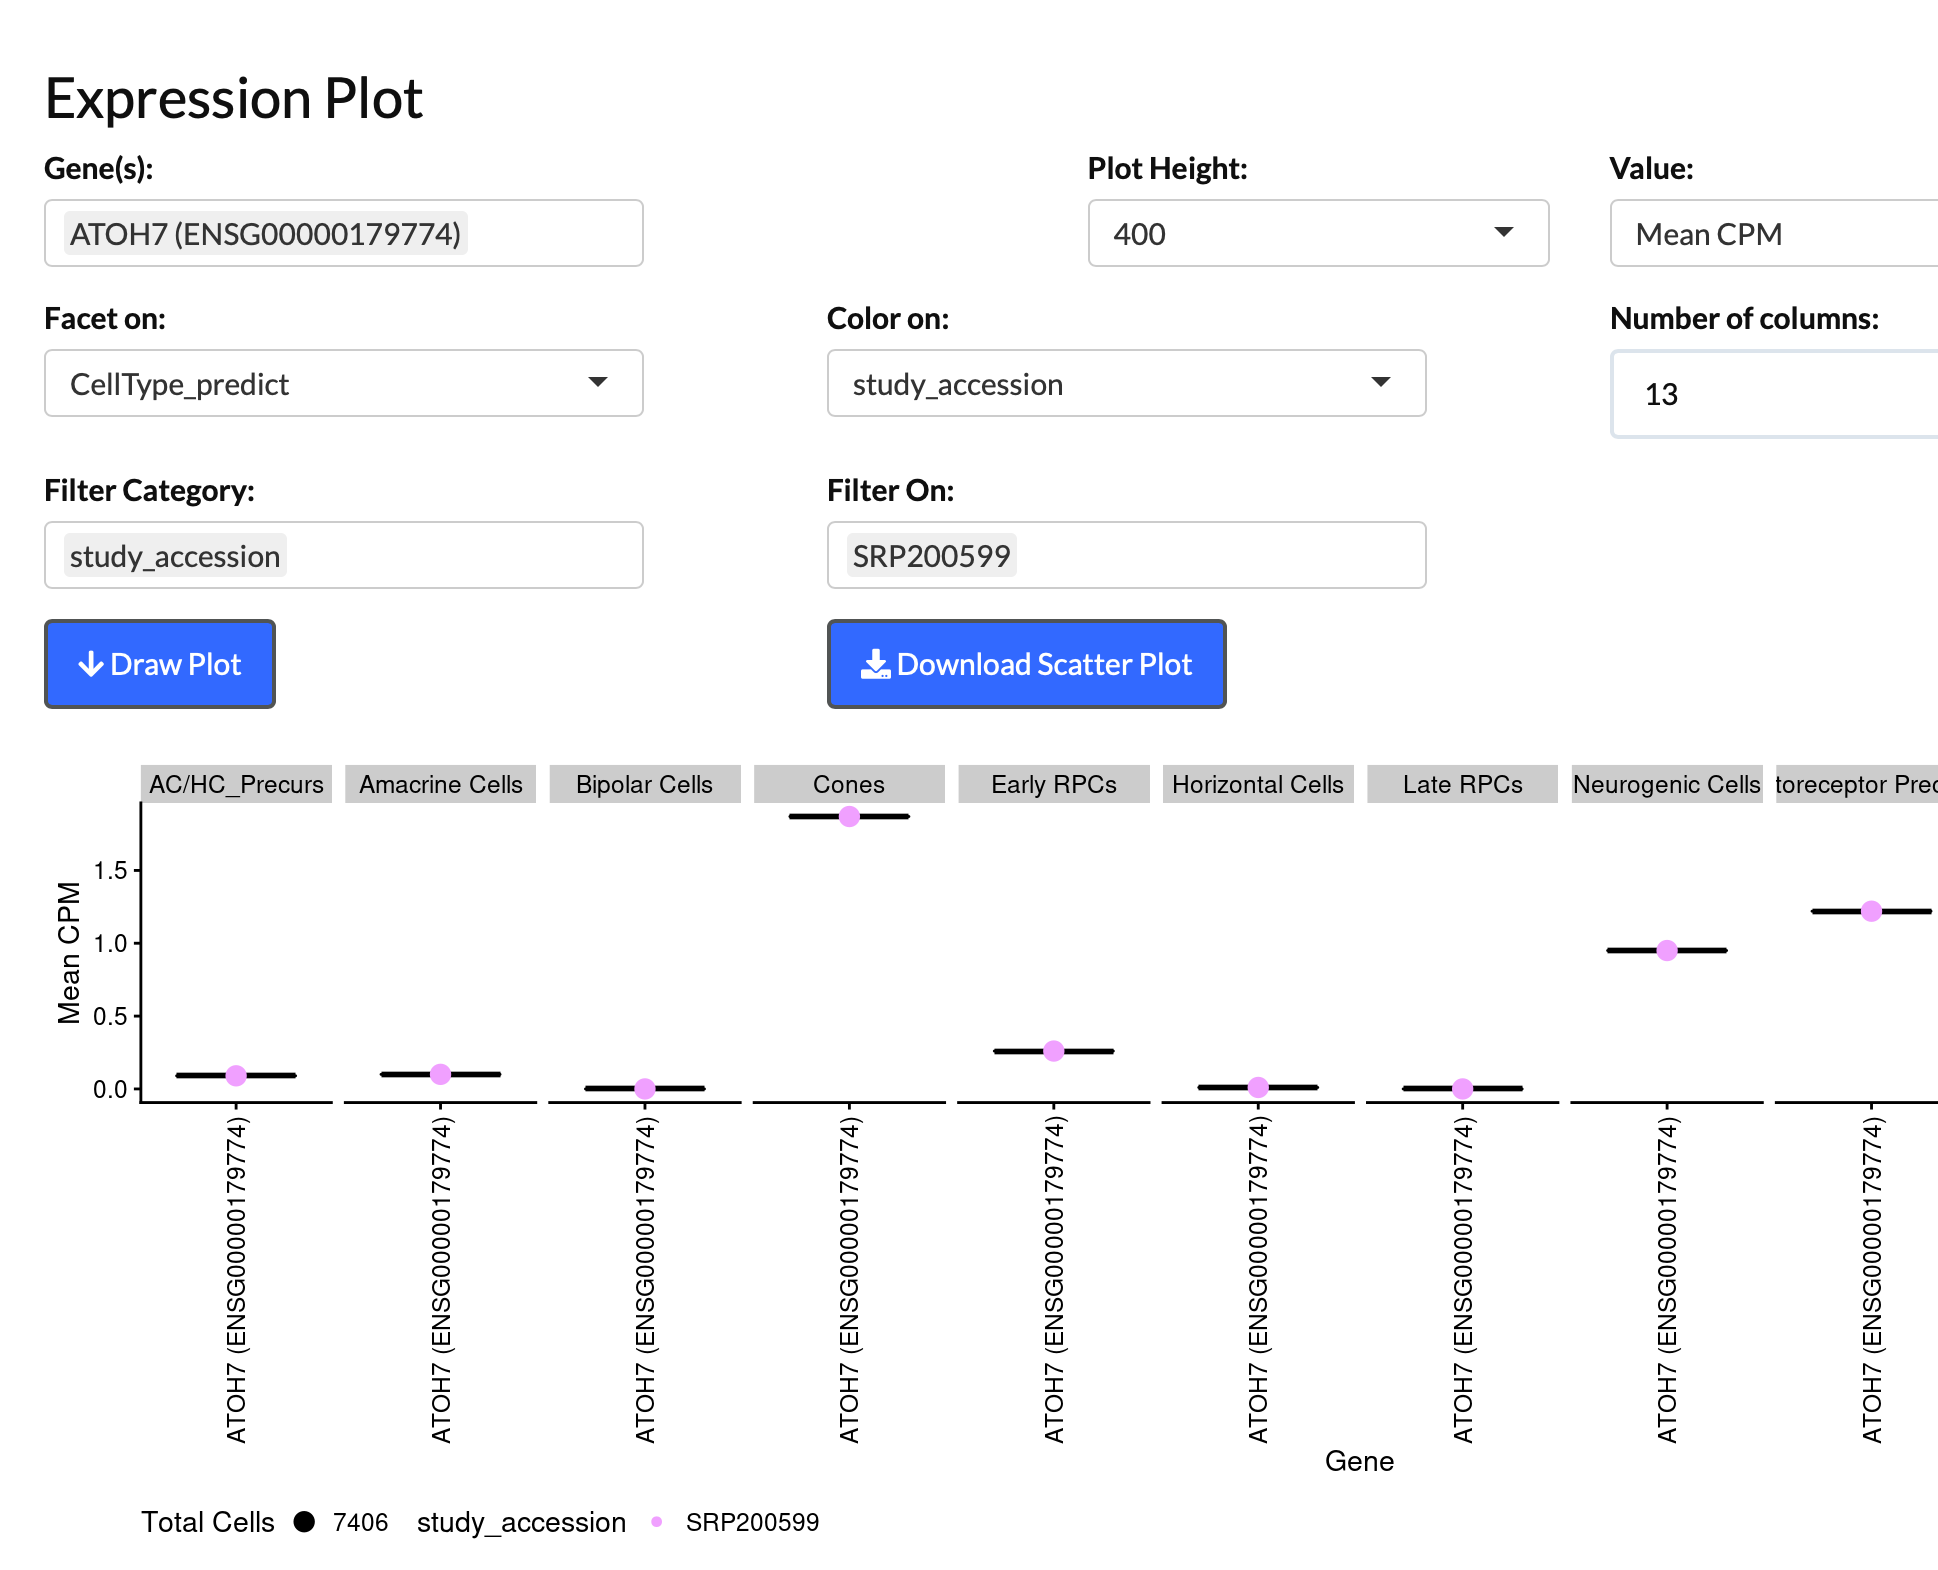 Expression Plot
Gene(s):
Plot Height:
Value:
ATOH7 (ENSG00000179774)
400
Mean CPM
Facet on:
Color on:
Number of columns:
CellType_predict
study_accession
13
Filter Category:
Filter On:
study_accession
SRP200599
Draw Plot
Download Scatter Plot
AC/HC_Precurs
Amacrine Cells
Bipolar Cells
Cones
Early RPCs
Horizontal Cells
Late RPCs
Neurogenic Cells
toreceptor Prec
Mean CPM
1.5
1.0
0.5
0.0
ATOH7 (ENSG00000179774)
ATOH7 (ENSG00000179774)
ATOH7 (ENSG00000179774)
ATOH7 (ENSG00000179774)
ATOH7 (ENSG00000179774)
ATOH7 (ENSG00000179774)
ATOH7 (ENSG00000179774)
ATOH7 (ENSG00000179774)
ATOH7 (ENSG00000179774)
Gene
Total Cells 7406 study_accession SRP200599